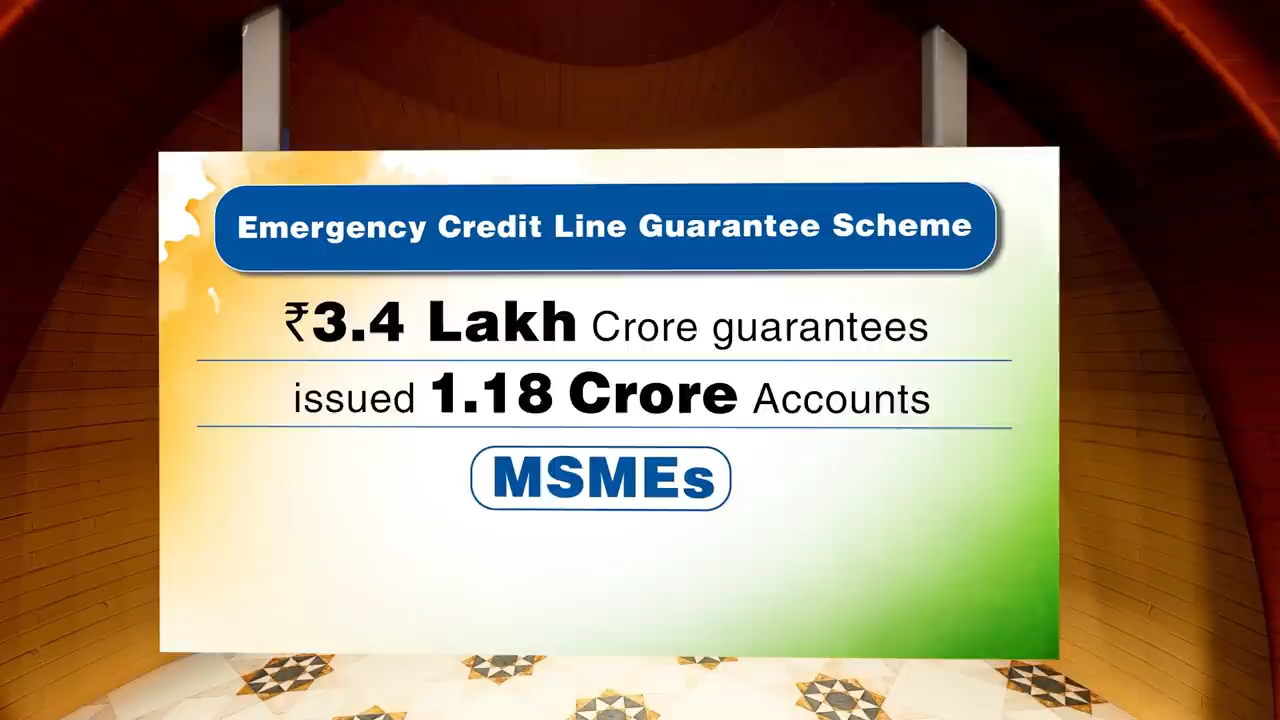 Emergency Credit Line Guarantee Scheme
₹3.4 Lakh Crore guarantees
issued 1.18 Crore Accounts
MSMEs